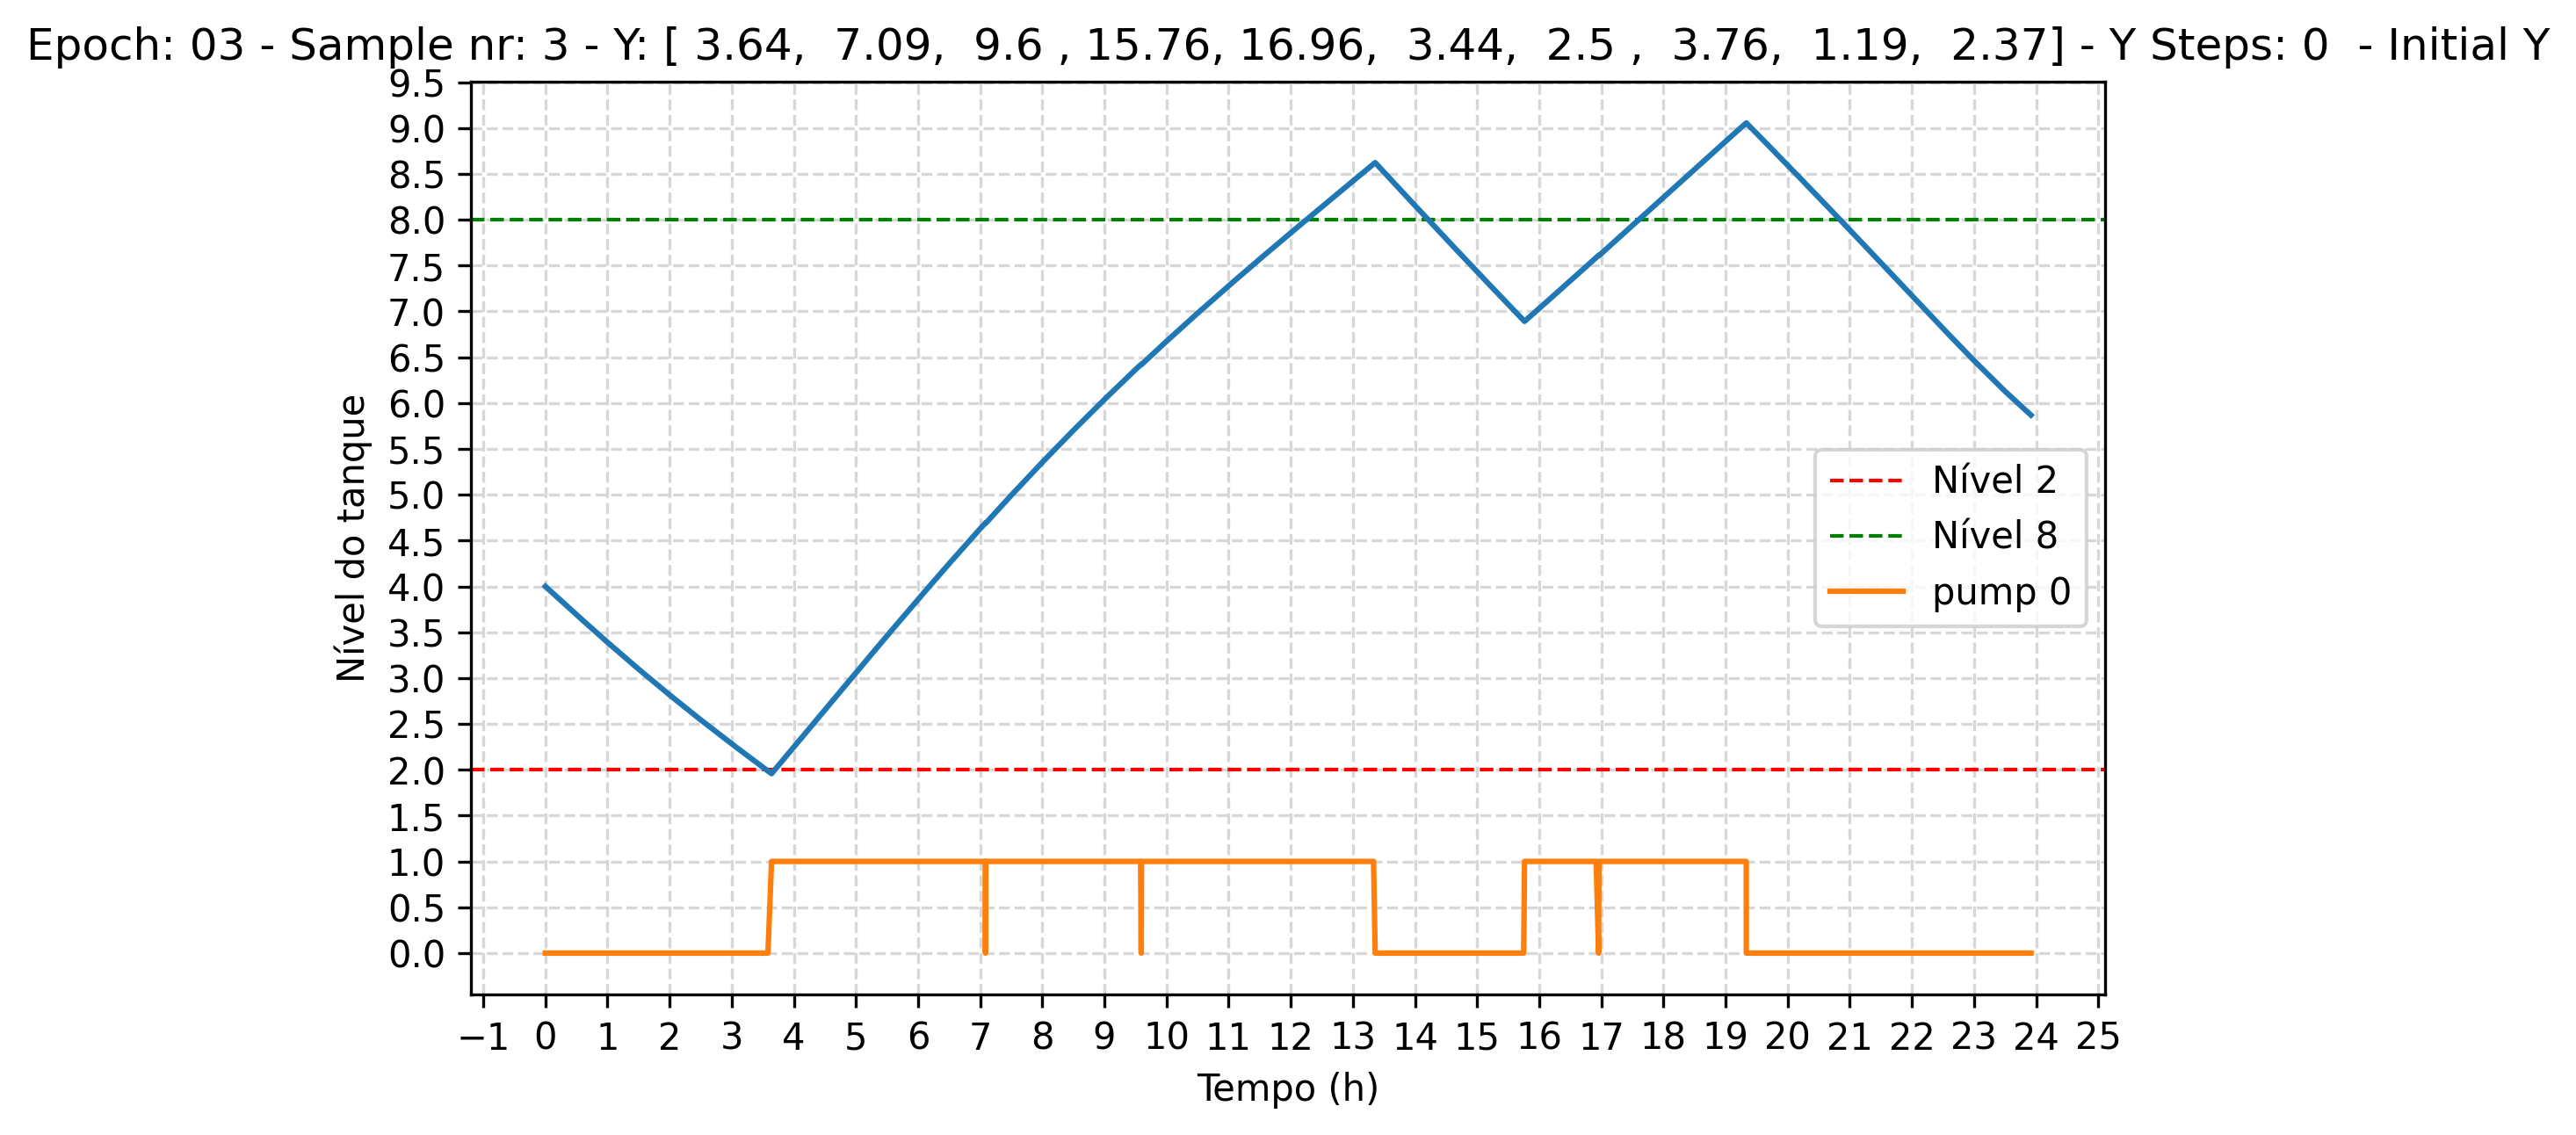 Epoch: 03 - Sample nr: 3 - Y: [ 3.64,  7.09,  9.6 , 15.76, 16.96,  3.44,  2.5 ,  3.76,  1.19,  2.37] - Y Steps: 0  - Initial Y
9.5
9.0
8.5
8.0
7.5
7.0
6.5
6.0
5.5
5.0
4.5
4.0
3.5
3.0
2.5
2.0
1.5
1.0
0.5
0.0
Nível do tanque
Nível 2
Nível 8
pump 0
−1 0 1 2 3 4 5 6 7 8 9 10 11 12 13 14 15 16 17 18 19 20 21 22 23 24 25
Tempo (h)